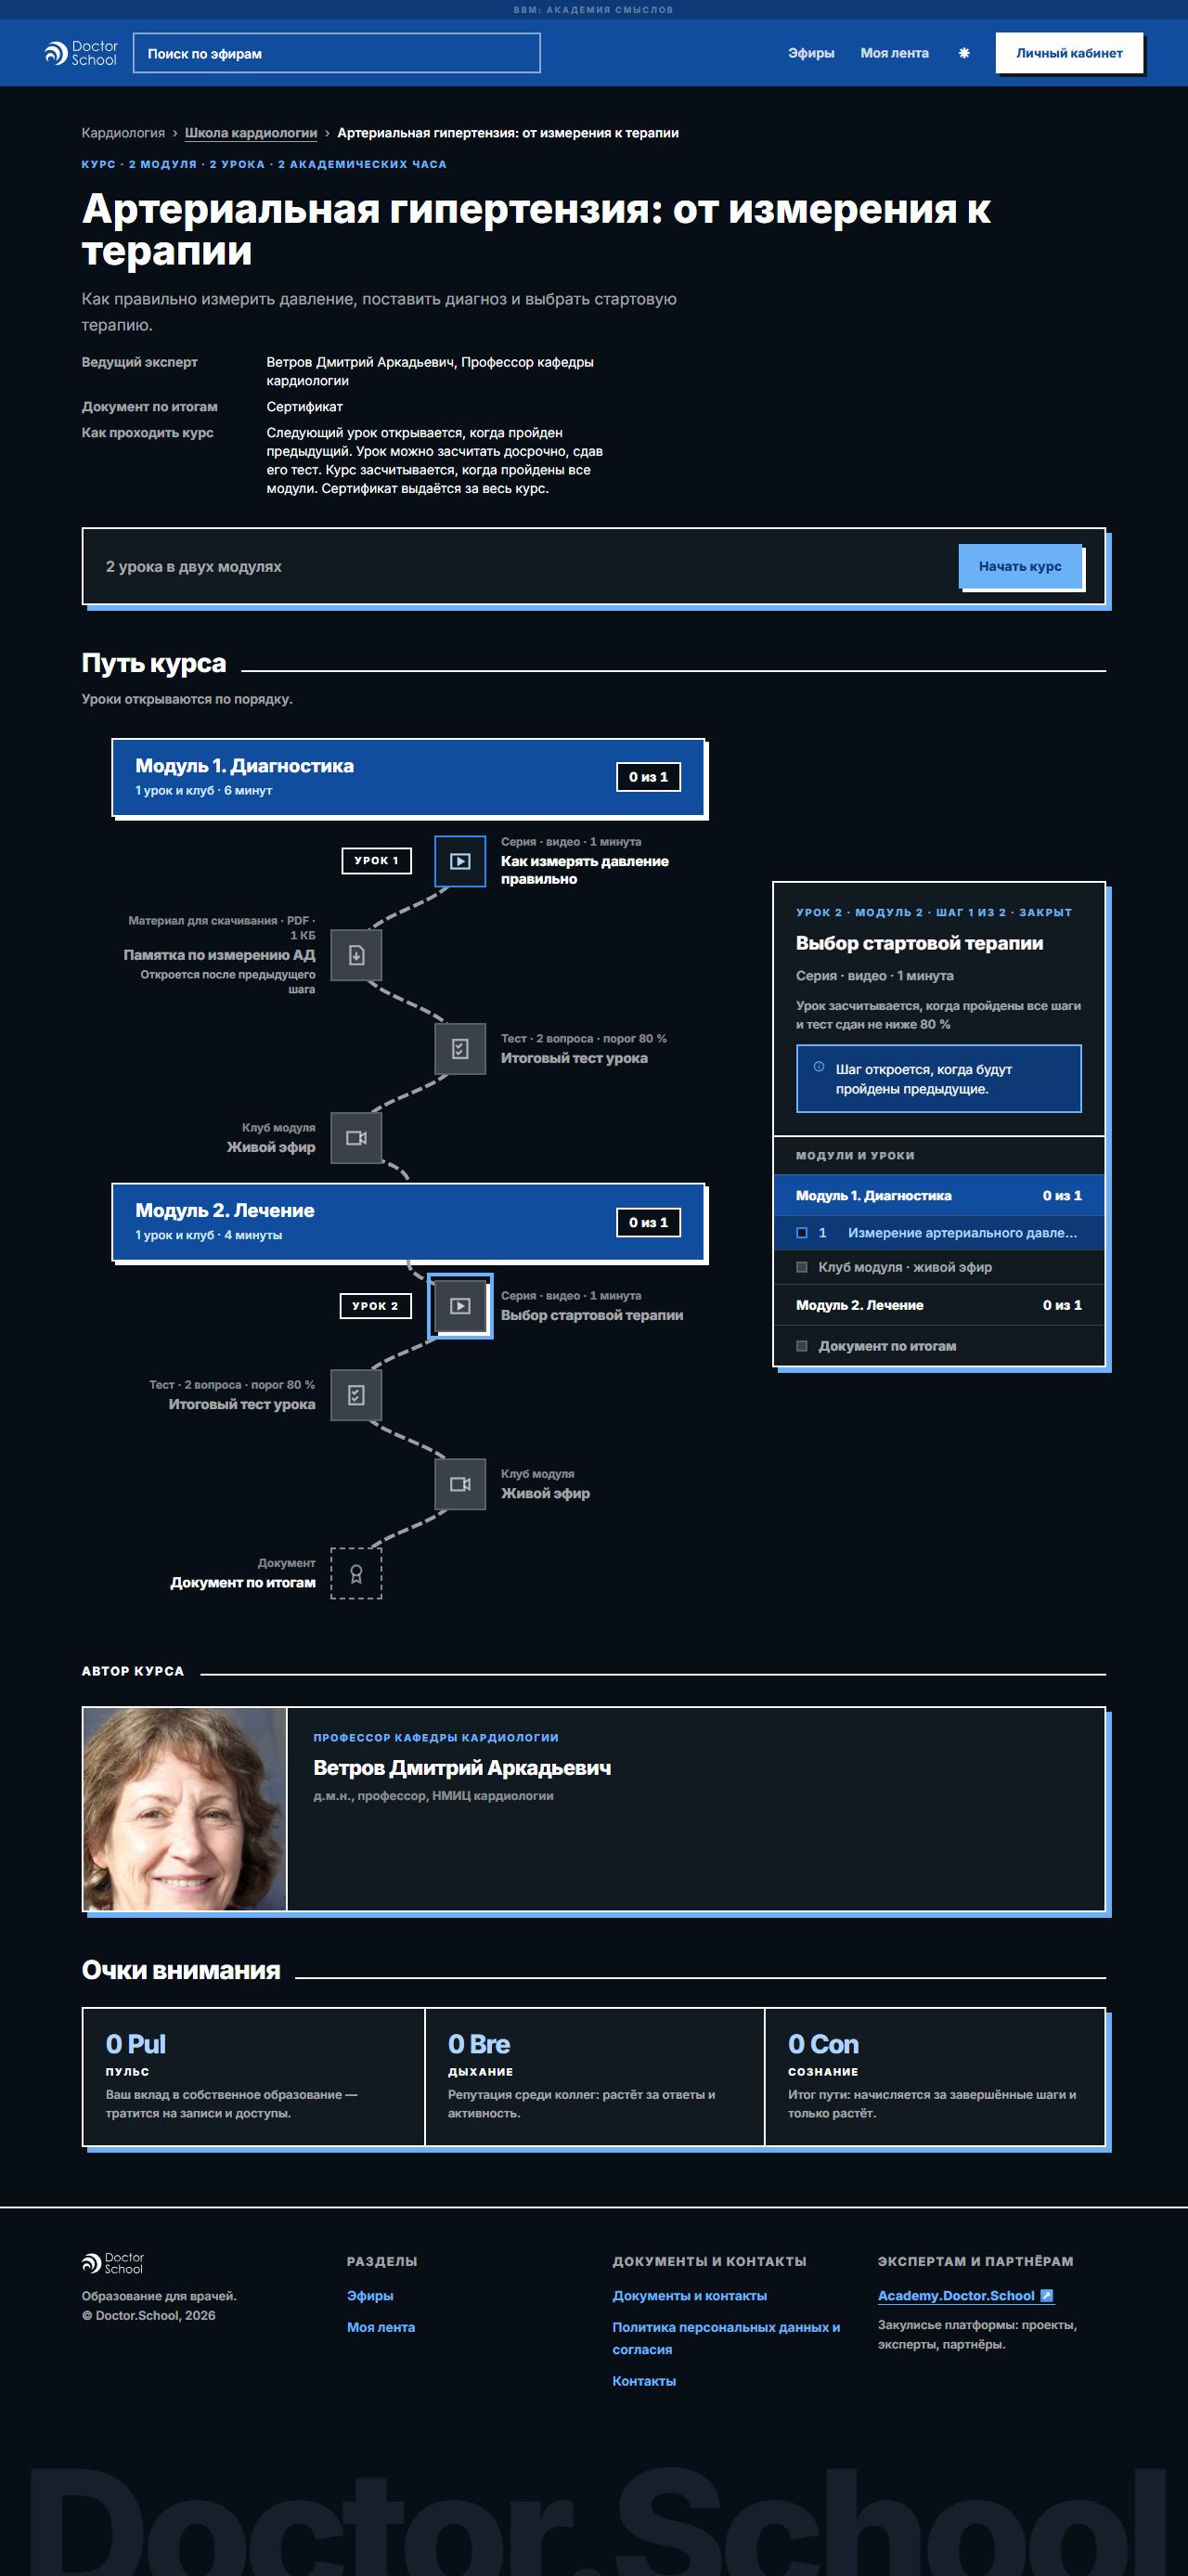 ВВМ: АКАДЕМИЯ СМЫСЛОВ
Doctor
School
Поиск по эфирам
Эфиры
Моя лента
Личный кабинет
Кардиология › Школа кардиологии › Артериальная гипертензия: от измерения к терапии
КУРС · 2 МОДУЛЯ · 2 УРОКА · 2 АКАДЕМИЧЕСКИХ ЧАСА
Артериальная гипертензия: от измерения к
терапии
Как правильно измерить давление, поставить диагноз и выбрать стартовую
терапию.
Ведущий эксперт
Ветров Дмитрий Аркадьевич, Профессор кафедры
кардиологии
Документ по итогам
Сертификат
Как проходить курс
Следующий урок открывается, когда пройден
предыдущий. Урок можно засчитать досрочно, сдав
его тест. Курс засчитывается, когда пройдены все
модули. Сертификат выдаётся за весь курс.
2 урока в двух модулях
Начать курс
Путь курса
Уроки открываются по порядку.
Модуль 1. Диагностика
1 урок и клуб · 6 минут
0 из 1
УРОК 1
Серия · видео · 1 минута
Как измерять давление
правильно
Материал для скачивания · PDF ·
1 КБ
Памятка по измерению АД
Откроется после предыдущего
шага
Тест · 2 вопроса · порог 80 %
Итоговый тест урока
Клуб модуля
Живой эфир
Модуль 2. Лечение
1 урок и клуб · 4 минуты
0 из 1
УРОК 2
Серия · видео · 1 минута
Выбор стартовой терапии
Тест · 2 вопроса · порог 80 %
Итоговый тест урока
Клуб модуля
Живой эфир
Документ
Документ по итогам
УРОК 2 · МОДУЛЬ 2 · ШАГ 1 ИЗ 2 · ЗАКРЫТ
Выбор стартовой терапии
Серия · видео · 1 минута
Урок засчитывается, когда пройдены все шаги
и тест сдан не ниже 80 %
Шаг откроется, когда будут
пройдены предыдущие.
МОДУЛИ И УРОКИ
Модуль 1. Диагностика 0 из 1
1 Измерение артериального давле...
Клуб модуля · живой эфир
Модуль 2. Лечение 0 из 1
Документ по итогам
АВТОР КУРСА
ПРОФЕССОР КАФЕДРЫ КАРДИОЛОГИИ
Ветров Дмитрий Аркадьевич
д.м.н., профессор, НМИЦ кардиологии
Очки внимания
0 Pul
ПУЛЬС
Ваш вклад в собственное образование —
тратится на записи и доступы.
0 Bre
ДЫХАНИЕ
Репутация среди коллег: растёт за ответы и
активность.
0 Con
СОЗНАНИЕ
Итог пути: начисляется за завершённые шаги и
только растёт.
Doctor
School
Образование для врачей.
© Doctor.School, 2026
РАЗДЕЛЫ
Эфиры
Моя лента
ДОКУМЕНТЫ И КОНТАКТЫ
Документы и контакты
Политика персональных данных и
согласия
Контакты
ЭКСПЕРТАМ И ПАРТНЁРАМ
Academy.Doctor.School
Закулисье платформы: проекты,
эксперты, партнёры.
Doctor.School